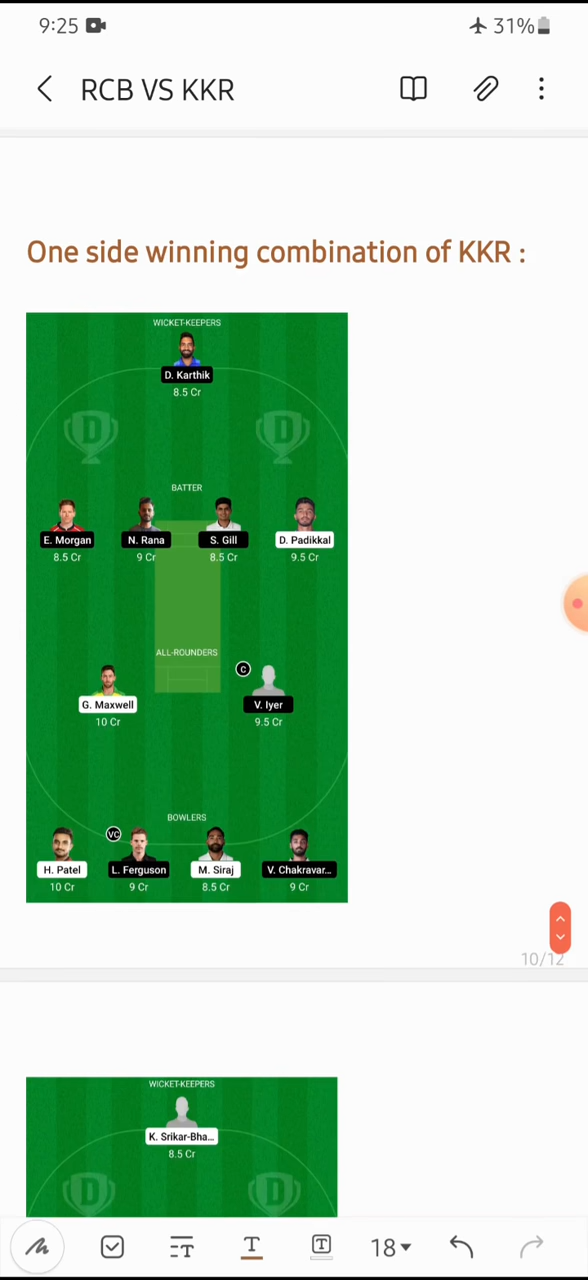 9:25 31%
RCB VS KKR
One side winning combination of KKR :
WICKET-KEEPERS
D. Karthik
8.5 Cr
D D
BATTER
E. Morgan N. Rana S. Gill D. Padikkal
8.5 Cr 9 Cr 8.5 Cr 9.5 Cr
ALL-ROUNDERS
C
G. Maxwell V. Iyer
10 Cr 9.5 Cr
BOWLERS
VC
H. Patel L. Ferguson M. Siraj V. Chakravar...
10 Cr 9 Cr 8.5 Cr 9 Cr
10/12
WICKET-KEEPERS
K. Srikar-Bha...
8.5 Cr
D D
T T T 18